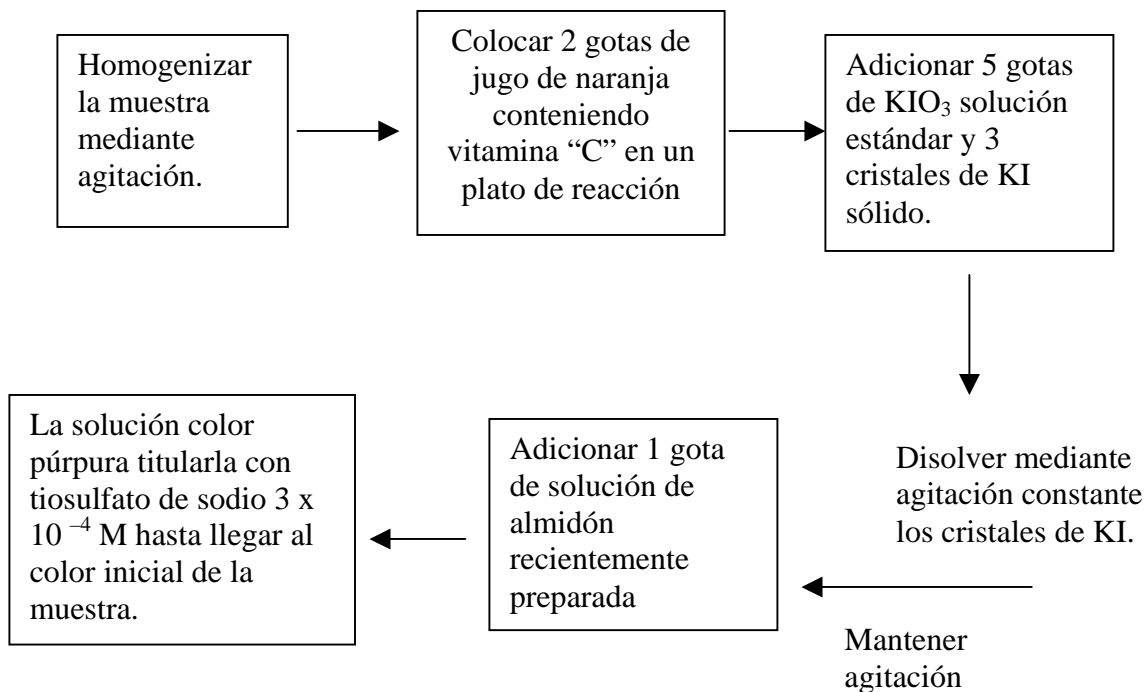 Homogenizar
la muestra
mediante
agitación.
Colocar 2 gotas de
jugo de naranja
conteniendo
vitamina “C” en un
plato de reacción
Adicionar 5 gotas
de KIO₃ solución
estándar y 3
cristales de KI
sólido.
Disolver mediante
agitación constante
los cristales de KI.
Mantener
agitación
Adicionar 1 gota
de solución de
almidón
recientemente
preparada
La solución color
púrpura titularla con
tiosulfato de sodio 3 x
10 ⁻⁴ M hasta llegar al
color inicial de la
muestra.